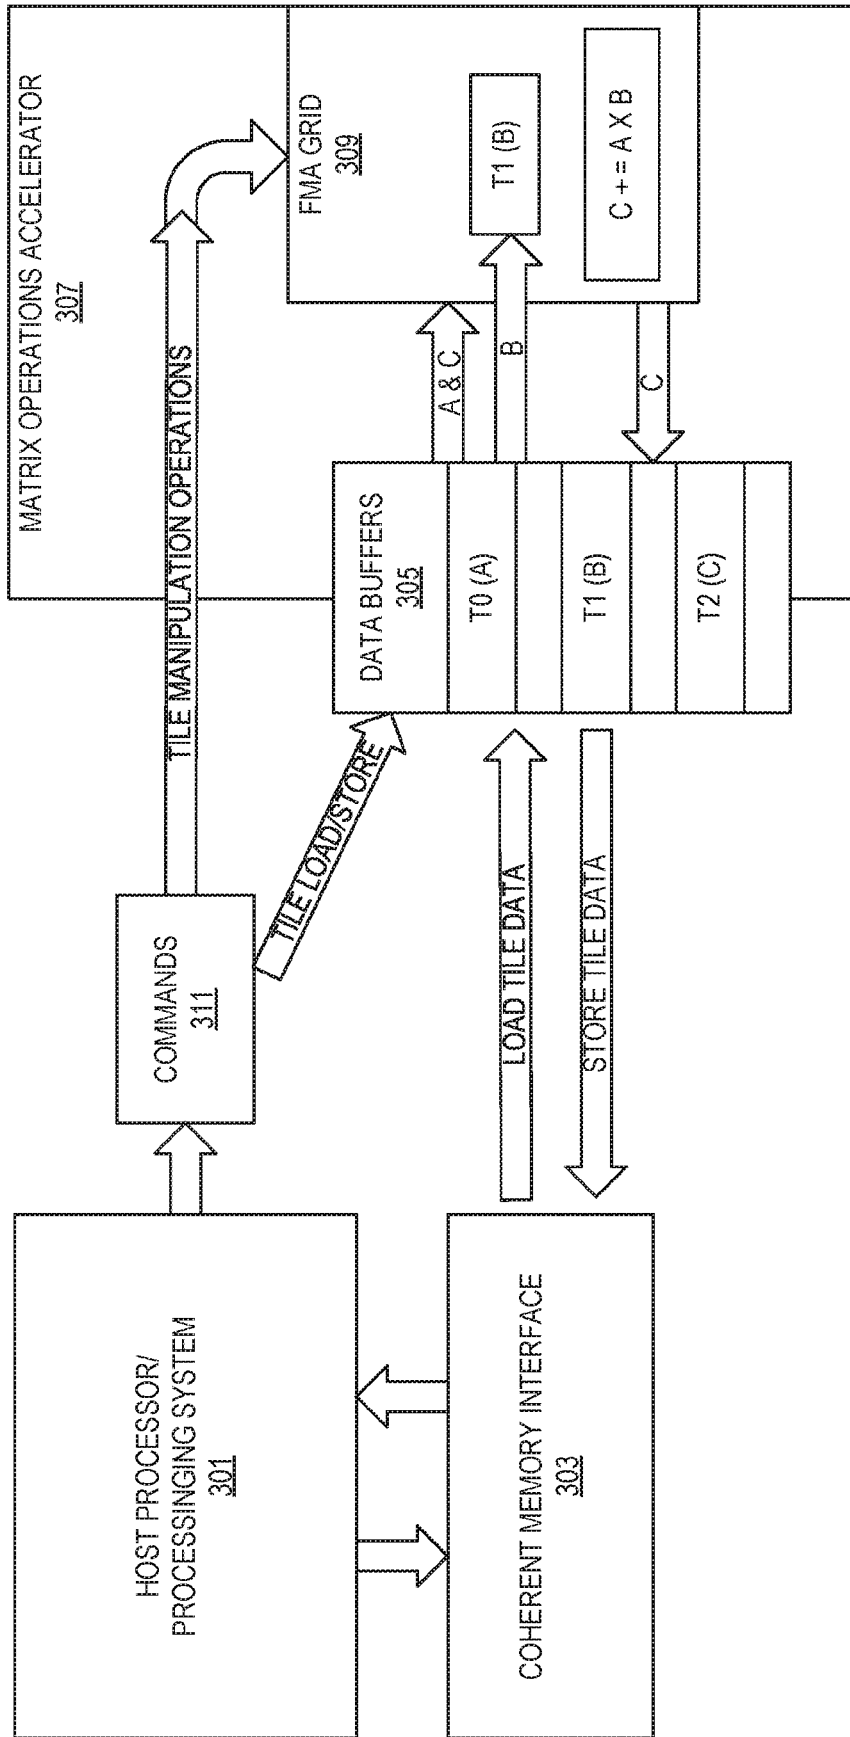 HOST PROCESSOR/
PROCESSINGING SYSTEM
301
COHERENT MEMORY INTERFACE
303
COMMANDS
311
TILE MANIPULATION OPERATIONS
TILE LOAD/STORE
LOAD TILE DATA
STORE TILE DATA
MATRIX OPERATIONS ACCELERATOR
307
DATA BUFFERS
305
T0 (A)
T1 (B)
T2 (C)
A & C
B
C
FMA GRID
309
T1 (B)
C + = A X B